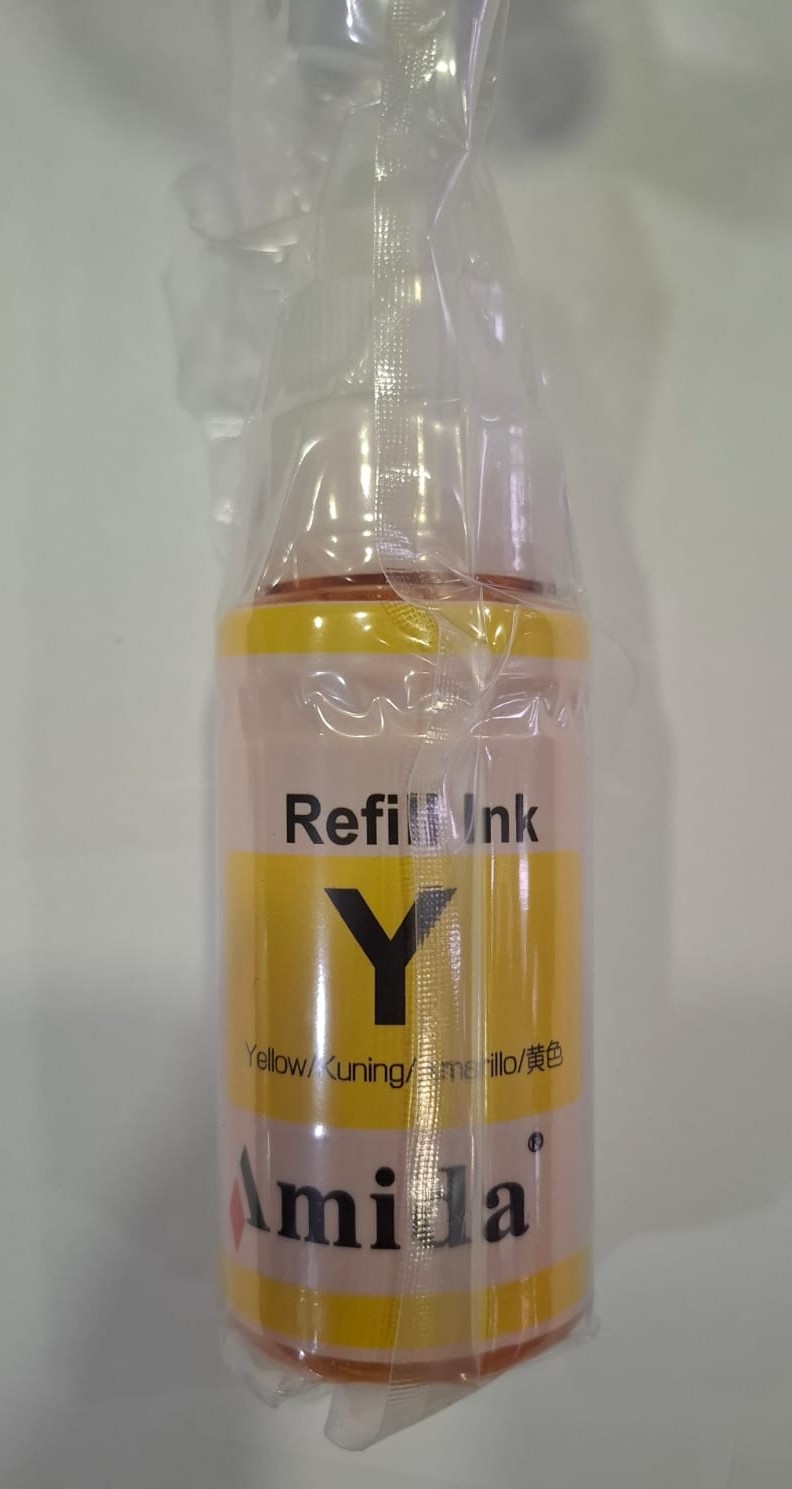 Refill Ink
Y
Yellow/Kuning/Amarillo/黄色
Amida®